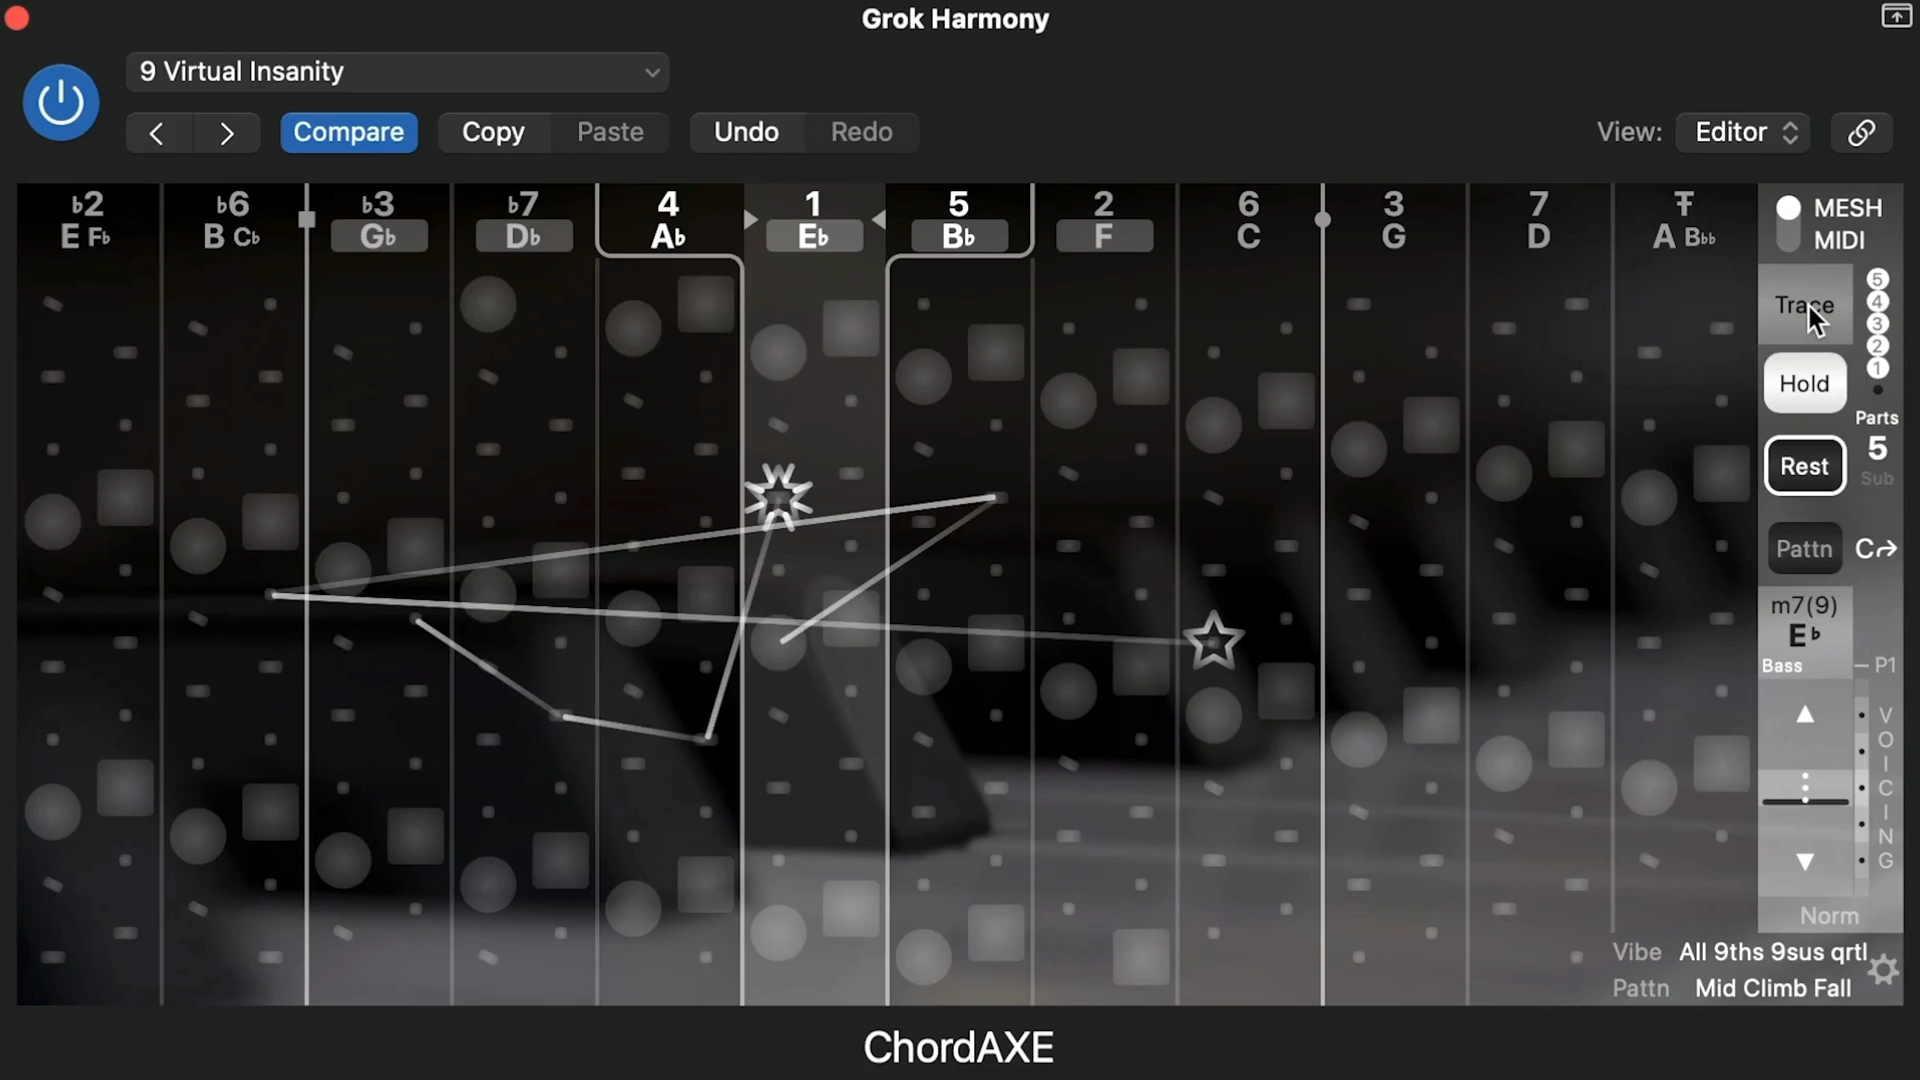 Grok Harmony
9 Virtual Insanity
Compare Copy Paste Undo Redo View: Editor
♭2 ♭6 ♭3 ♭7 4 1 5 2 6 3 7 Ŧ
E F♭ B C♭ G♭ D♭ A♭ E♭ B♭ F C G D A B♭♭
MESH
MIDI
Trace
5
4
3
2
1
Hold
Parts
5
Rest
Sub
Pattn C
m7(9)
E♭
Bass P1
VOICING
Norm
Vibe All 9ths 9sus qrtl
Pattn Mid Climb Fall
ChordAXE